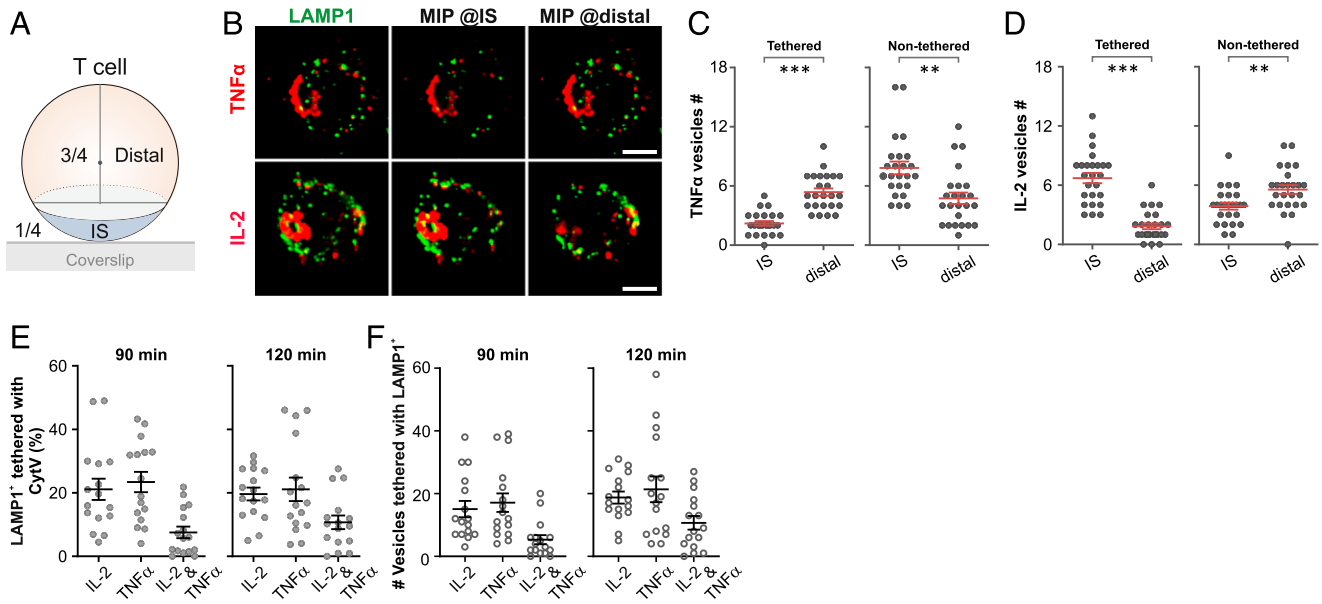 A
T cell
3/4
Distal
1/4
IS
Coverslip
B
LAMP1
MIP @IS
MIP @distal
TNFα
IL-2
C
Tethered
Non-tethered
***
**
TNFα vesicles #
18
12
6
0
IS
distal
IS
distal
D
Tethered
Non-tethered
***
**
IL-2 vesicles #
18
12
6
0
IS
distal
IS
distal
E
90 min
120 min
LAMP1⁺ tethered with
CytV (%)
60
40
20
0
IL-2
TNFα
IL-2
&
TNFα
IL-2
TNFα
IL-2
&
TNFα
F
90 min
120 min
# Vesicles tethered with LAMP1⁺
60
40
20
0
IL-2
TNFα
IL-2
&
TNFα
IL-2
TNFα
IL-2
&
TNFα